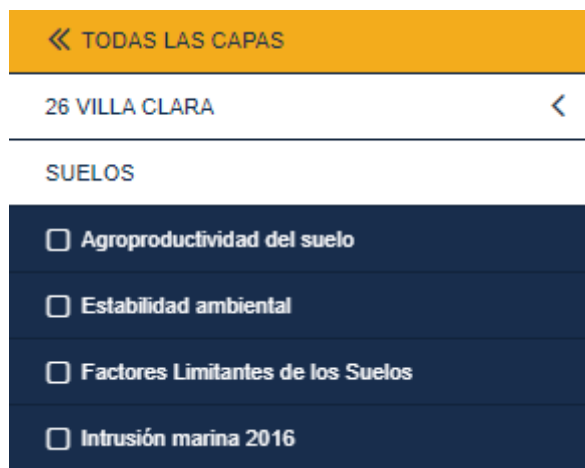 TODAS LAS CAPAS
26 VILLA CLARA
SUELOS
Agroproductividad del suelo
Estabilidad ambiental
Factores Limitantes de los Suelos
Intrusión marina 2016